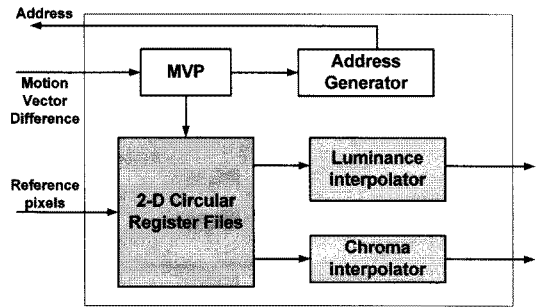 Address
MVP
Address
Generator
Motion
Vector
Difference
Reference
pixels
2-D Circular
Register Files
Luminance
interpolator
Chroma
interpolator